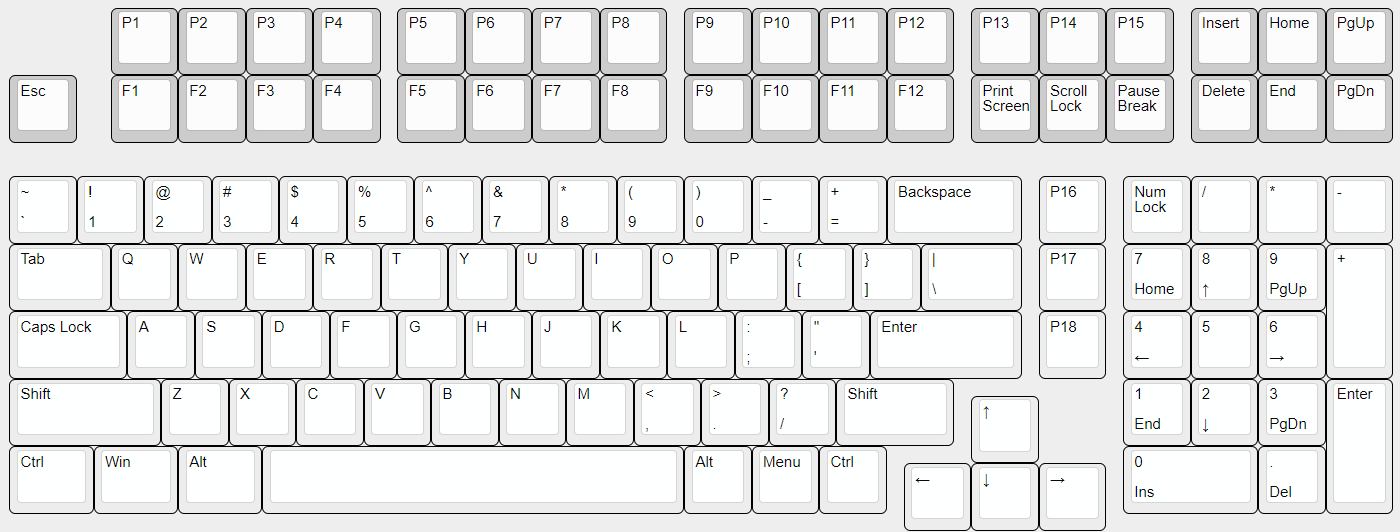 P1 P2 P3 P4 P5 P6 P7 P8 P9 P10 P11 P12 P13 P14 P15 Insert Home PgUp
Esc F1 F2 F3 F4 F5 F6 F7 F8 F9 F10 F11 F12 Print Scroll Pause Delete End PgDn
Screen Lock Break
~ ! @ # $ % ^ & * ( ) _ + Backspace P16 Num / * -
Lock
` 1 2 3 4 5 6 7 8 9 0 - =
Tab Q W E R T Y U I O P { } | P17 7 8 9 +
[ ] \ Home ↑ PgUp
Caps Lock A S D F G H J K L : " Enter P18 4 5 6
; ' ← →
Shift Z X C V B N M < > ? Shift ↑ 1 2 3 Enter
, . / End ↓ PgDn
Ctrl Win Alt Alt Menu Ctrl ← ↓ → 0 .
Ins Del